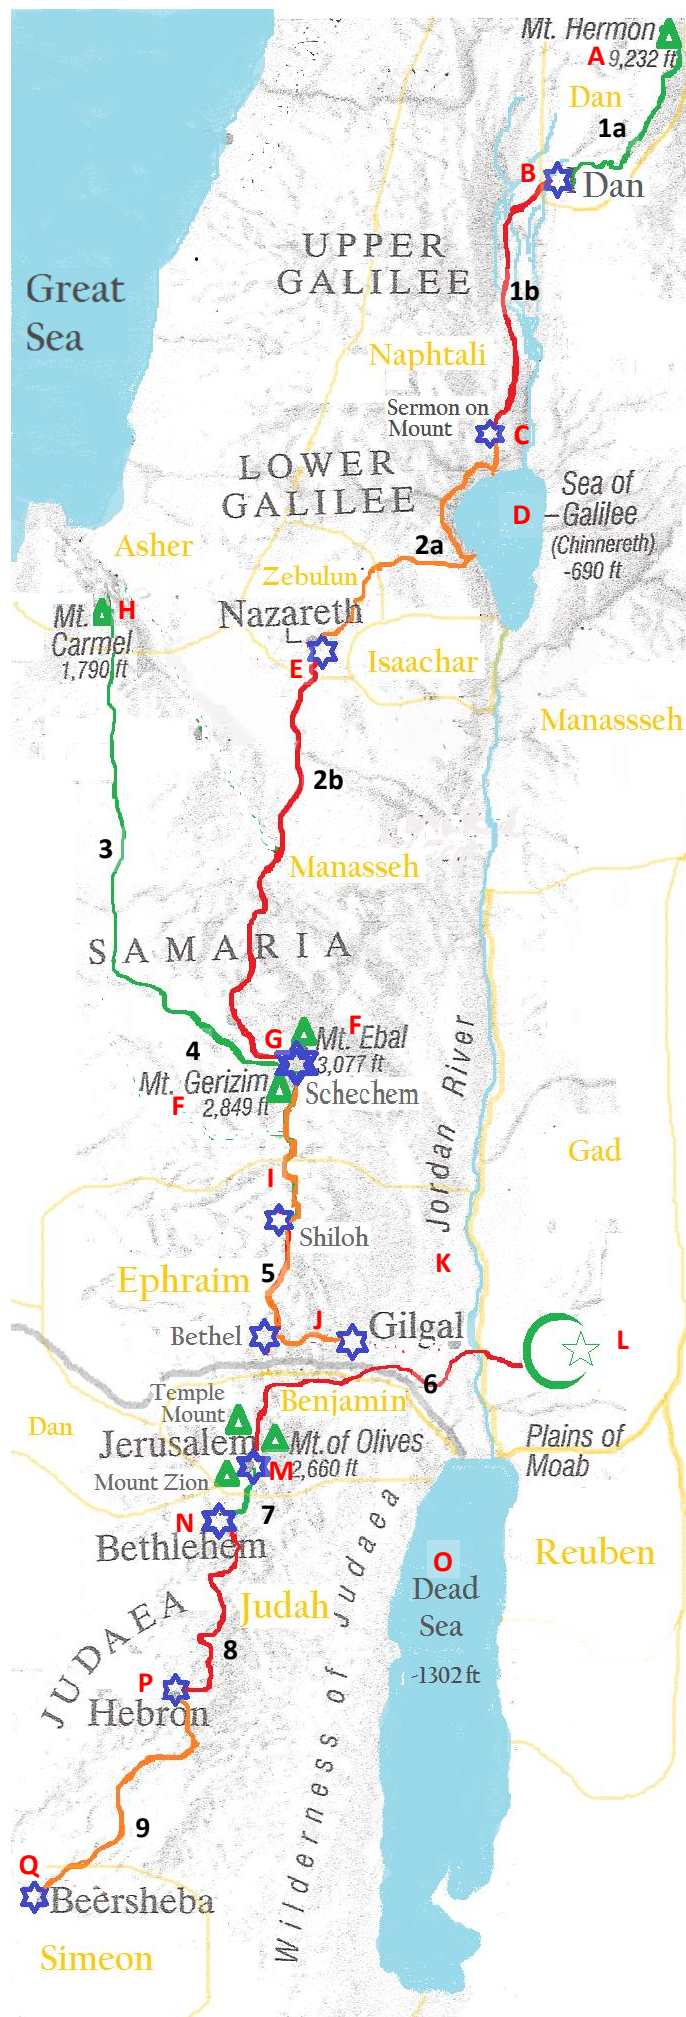 Mt. Hermon
A 9,232 ft
Dan
1a
B
Dan
UPPER
GALILEE
1b
Great
Sea
Naphtali
Sermon on
Mount
C
LOWER
GALILEE
D
Sea of
Galilee
(Chinnereth)
-690 ft
Asher
2a
Zebulun
H
Mt.
Carmel
1,790 ft
Nazareth
E
Isaachar
Manassseh
2b
3
Manasseh
SAMARIA
F
G
Mt. Ebal
3,077 ft
4
Mt. Gerizim
2,849 ft
F
Schechem
Jordan River
Gad
I
Shiloh
K
Ephraim
5
J
Bethel
Gilgal
L
6
Temple
Mount
Benjamin
Dan
Jerusalem
Mt. of Olives
M 2,660 ft
Plains of
Moab
Mount Zion
7
N
Bethlehem
Reuben
O
Dead
Sea
-1302 ft
JUDAEA
Judah
Wilderness of Judaea
8
P
Hebron
9
Q
Beersheba
Simeon